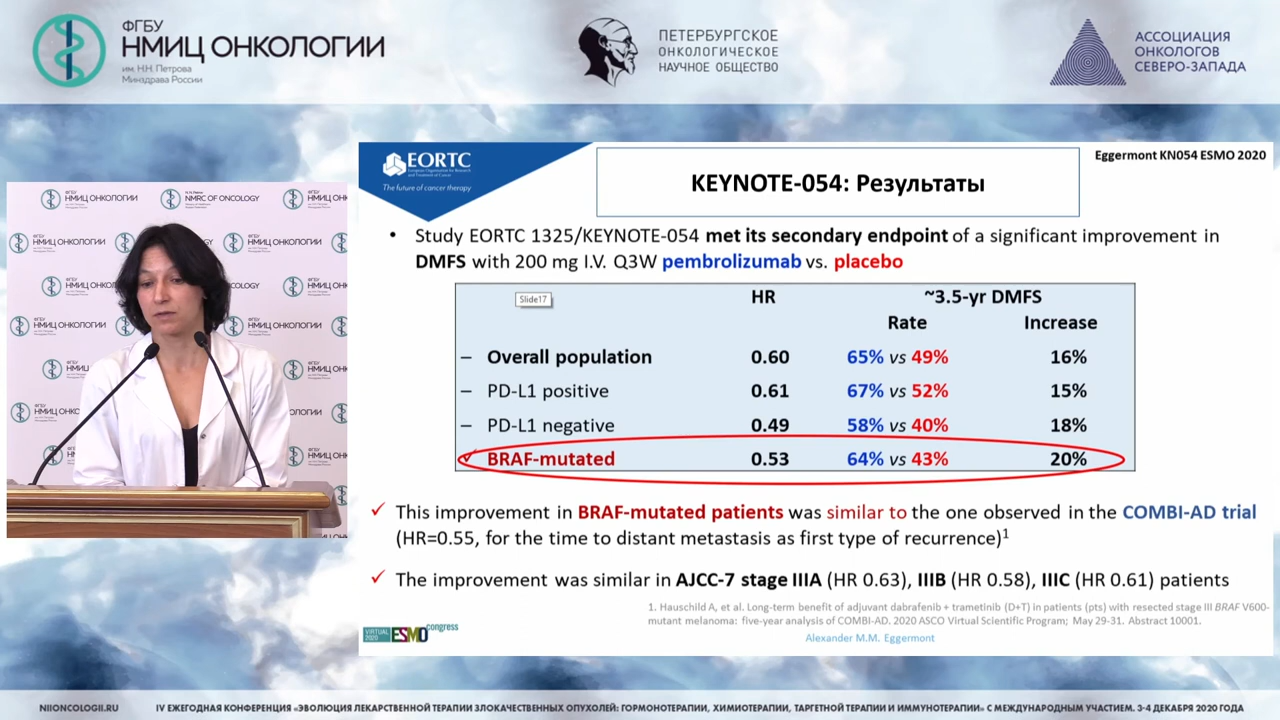 ФГБУ
НМИЦ ОНКОЛОГИИ
им. Н.Н. Петрова
Минздрава России
ПЕТЕРБУРГСКОЕ
ОНКОЛОГИЧЕСКОЕ
НАУЧНОЕ ОБЩЕСТВО
АССОЦИАЦИЯ
ОНКОЛОГОВ
СЕВЕРО-ЗАПАДА
EORTC
The future of cancer therapy
KEYNOTE-054: Результаты
Eggermont KN054 ESMO 2020
• Study EORTC 1325/KEYNOTE-054 met its secondary endpoint of a significant improvement in
DMFS with 200 mg I.V. Q3W pembrolizumab vs. placebo
Slide17
HR ~3.5-yr DMFS
Rate Increase
– Overall population 0.60 65% vs 49% 16%
– PD-L1 positive 0.61 67% vs 52% 15%
– PD-L1 negative 0.49 58% vs 40% 18%
✓ BRAF-mutated 0.53 64% vs 43% 20%
✓ This improvement in BRAF-mutated patients was similar to the one observed in the COMBI-AD trial
(HR=0.55, for the time to distant metastasis as first type of recurrence)1
✓ The improvement was similar in AJCC-7 stage IIIA (HR 0.63), IIIB (HR 0.58), IIIC (HR 0.61) patients
1. Hauschild A, et al. Long-term benefit of adjuvant dabrafenib + trametinib (D+T) in patients (pts) with resected stage III BRAF V600-
mutant melanoma: five-year analysis of COMBI-AD. 2020 ASCO Virtual Scientific Program; May 29-31. Abstract 10001.
Alexander M.M. Eggermont
VIRTUAL 2020 ESMO congress
ФГБУ
НМИЦ ОНКОЛОГИИ
NMRC OF ONCOLOGY
НМИЦ ОНКОЛОГИИ
НМИЦ ОНКОЛОГИИ
NIIONCOLOGII.RU
IV ЕЖЕГОДНАЯ КОНФЕРЕНЦИЯ «ЭВОЛЮЦИЯ ЛЕКАРСТВЕННОЙ ТЕРАПИИ ЗЛОКАЧЕСТВЕННЫХ ОПУХОЛЕЙ: ГОРМОНОТЕРАПИИ, ХИМИОТЕРАПИИ, ТАРГЕТНОЙ ТЕРАПИИ И ИММУНОТЕРАПИИ» С МЕЖДУНАРОДНЫМ УЧАСТИЕМ. 3-4 ДЕКАБРЯ 2020 ГОДА